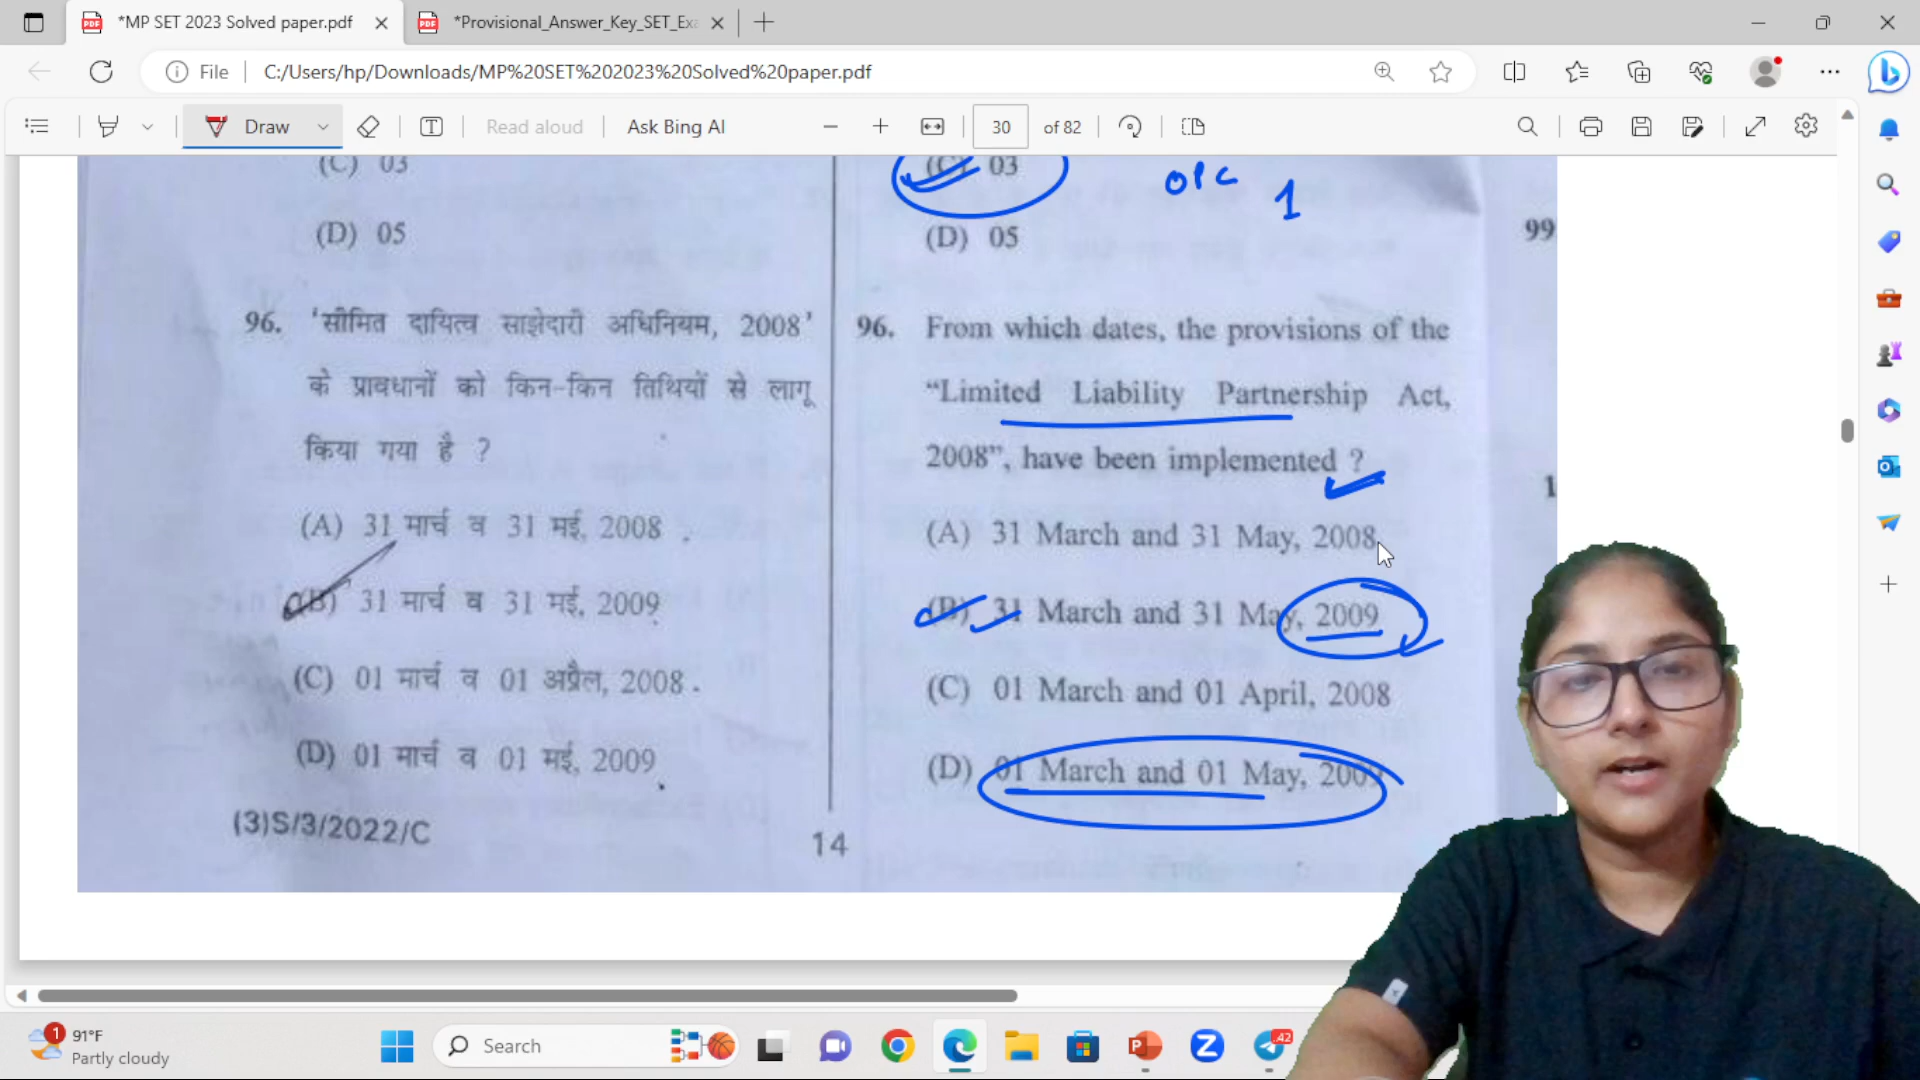 *MP SET 2023 Solved paper.pdf
*Provisional_Answer_Key_SET_Exa
File
C:/Users/hp/Downloads/MP%20SET%202023%20Solved%20paper.pdf
Draw
Read aloud
Ask Bing AI
30
of 82
(C) 03
(D) 05
96. 'सीमित दायित्व साझेदारी अधिनियम, 2008'
के प्रावधानों को किन-किन तिथियों से लागू
किया गया है ?
(A) 31 मार्च व 31 मई, 2008
(B) 31 मार्च व 31 मई, 2009
(C) 01 मार्च व 01 अप्रैल, 2008
(D) 01 मार्च व 01 मई, 2009
(3)S/3/2022/C
14
(C) 03
OPC
1
(D) 05
96. From which dates, the provisions of the
"Limited Liability Partnership Act,
2008", have been implemented ?
(A) 31 March and 31 May, 2008
(B) 31 March and 31 May, 2009
(C) 01 March and 01 April, 2008
(D) 01 March and 01 May, 2009
99
1
1
91°F
Partly cloudy
Search
42